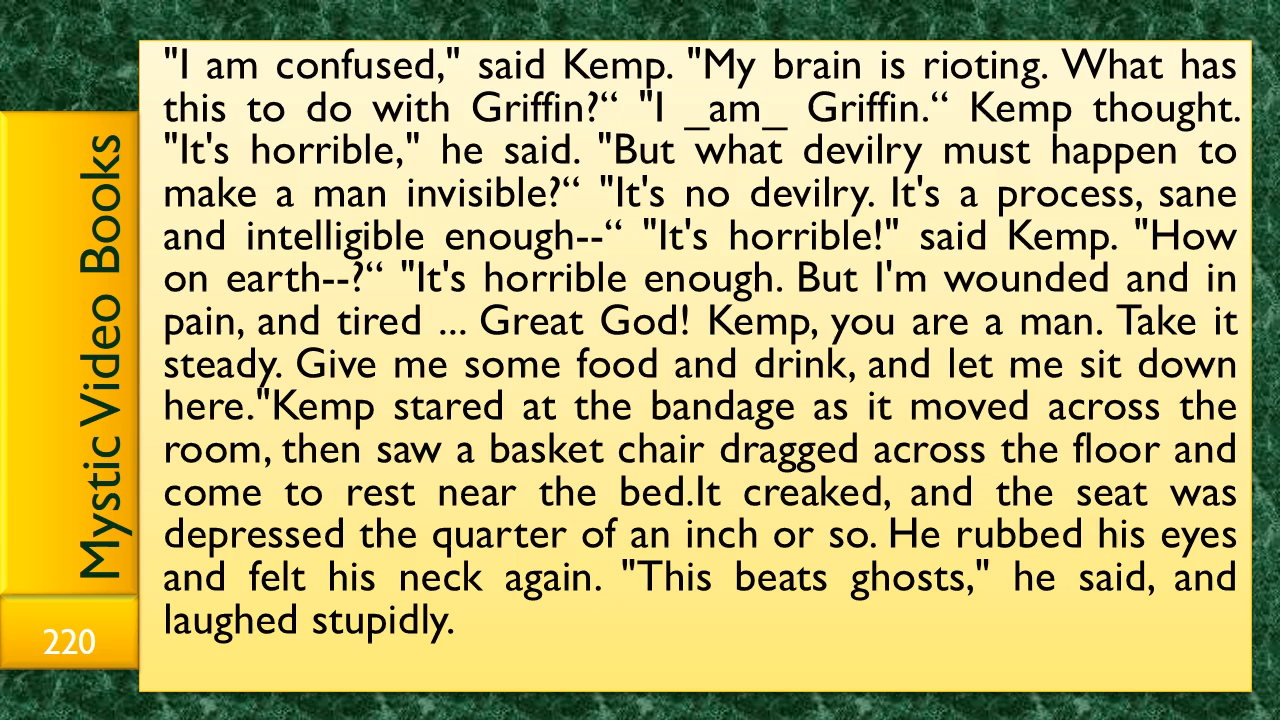 "I am confused," said Kemp. "My brain is rioting. What has
this to do with Griffin?“ "I _am_ Griffin.“ Kemp thought.
"It's horrible," he said. "But what devilry must happen to
make a man invisible?“ "It's no devilry. It's a process, sane
and intelligible enough--“ "It's horrible!" said Kemp. "How
on earth--?“ "It's horrible enough. But I'm wounded and in
pain, and tired ... Great God! Kemp, you are a man. Take it
steady. Give me some food and drink, and let me sit down
here."Kemp stared at the bandage as it moved across the
room, then saw a basket chair dragged across the floor and
come to rest near the bed.It creaked, and the seat was
depressed the quarter of an inch or so. He rubbed his eyes
and felt his neck again. "This beats ghosts," he said, and
laughed stupidly.
Mystic Video Books
220